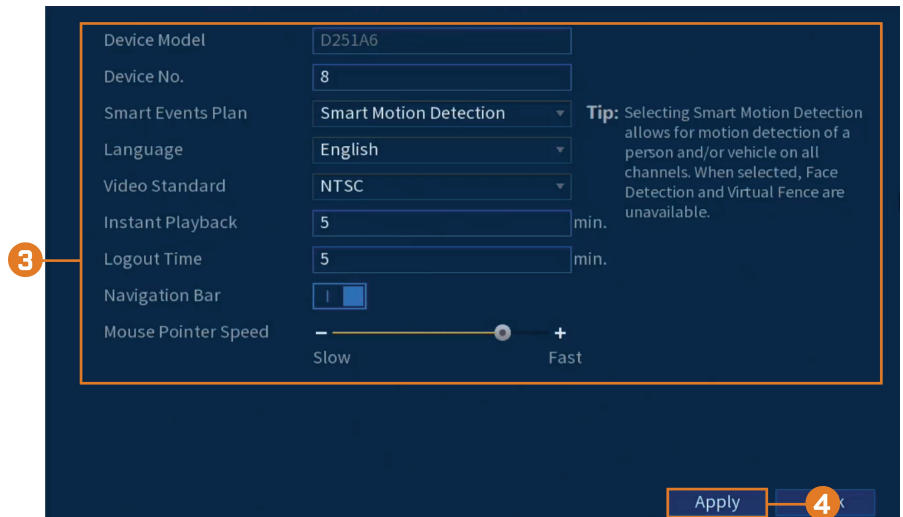 Device Model D251A6
Device No. 8
Smart Events Plan Smart Motion Detection
Tip: Selecting Smart Motion Detection
allows for motion detection of a
person and/or vehicle on all
channels. When selected, Face
Detection and Virtual Fence are
unavailable.
Language English
Video Standard NTSC
Instant Playback 5 min.
3
Logout Time 5 min.
Navigation Bar
Mouse Pointer Speed - +
Slow Fast
Apply 4